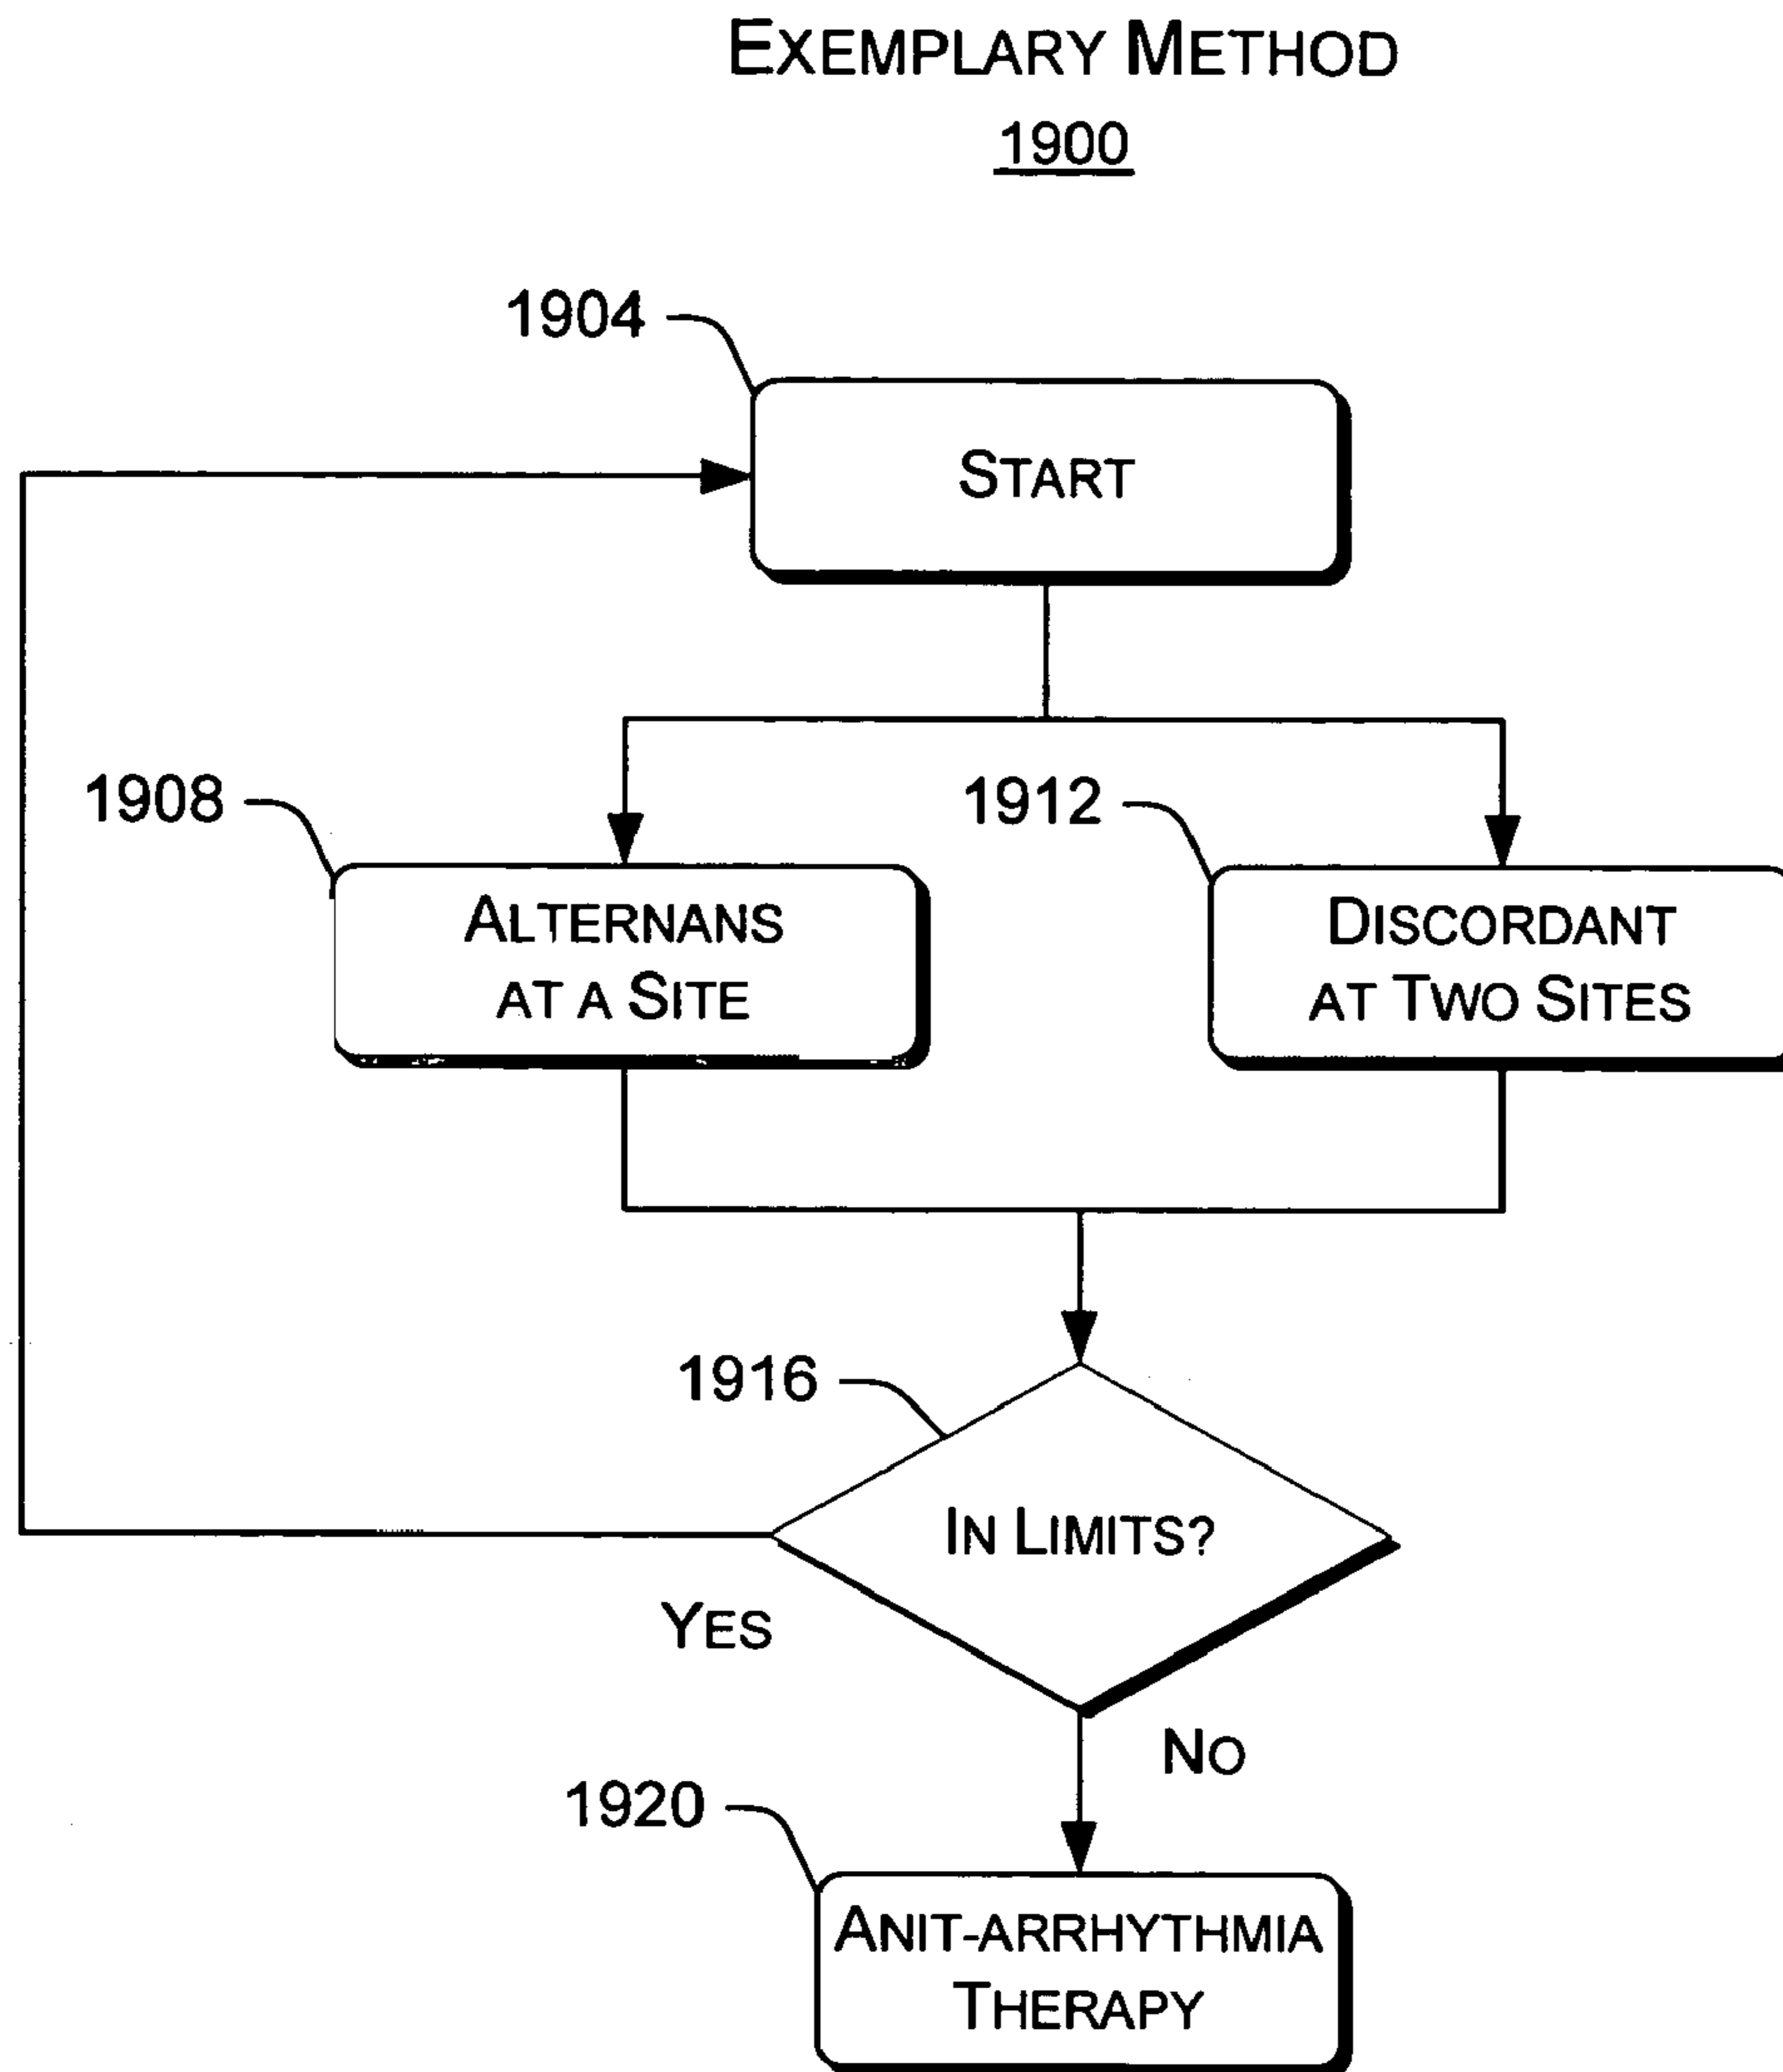 EXEMPLARY METHOD
1900
1904
START
1908
1912
ALTERNANS
AT A SITE
DISCORDANT
AT TWO SITES
1916
IN LIMITS?
YES
NO
1920
ANIT-ARRHYTHMIA
THERAPY